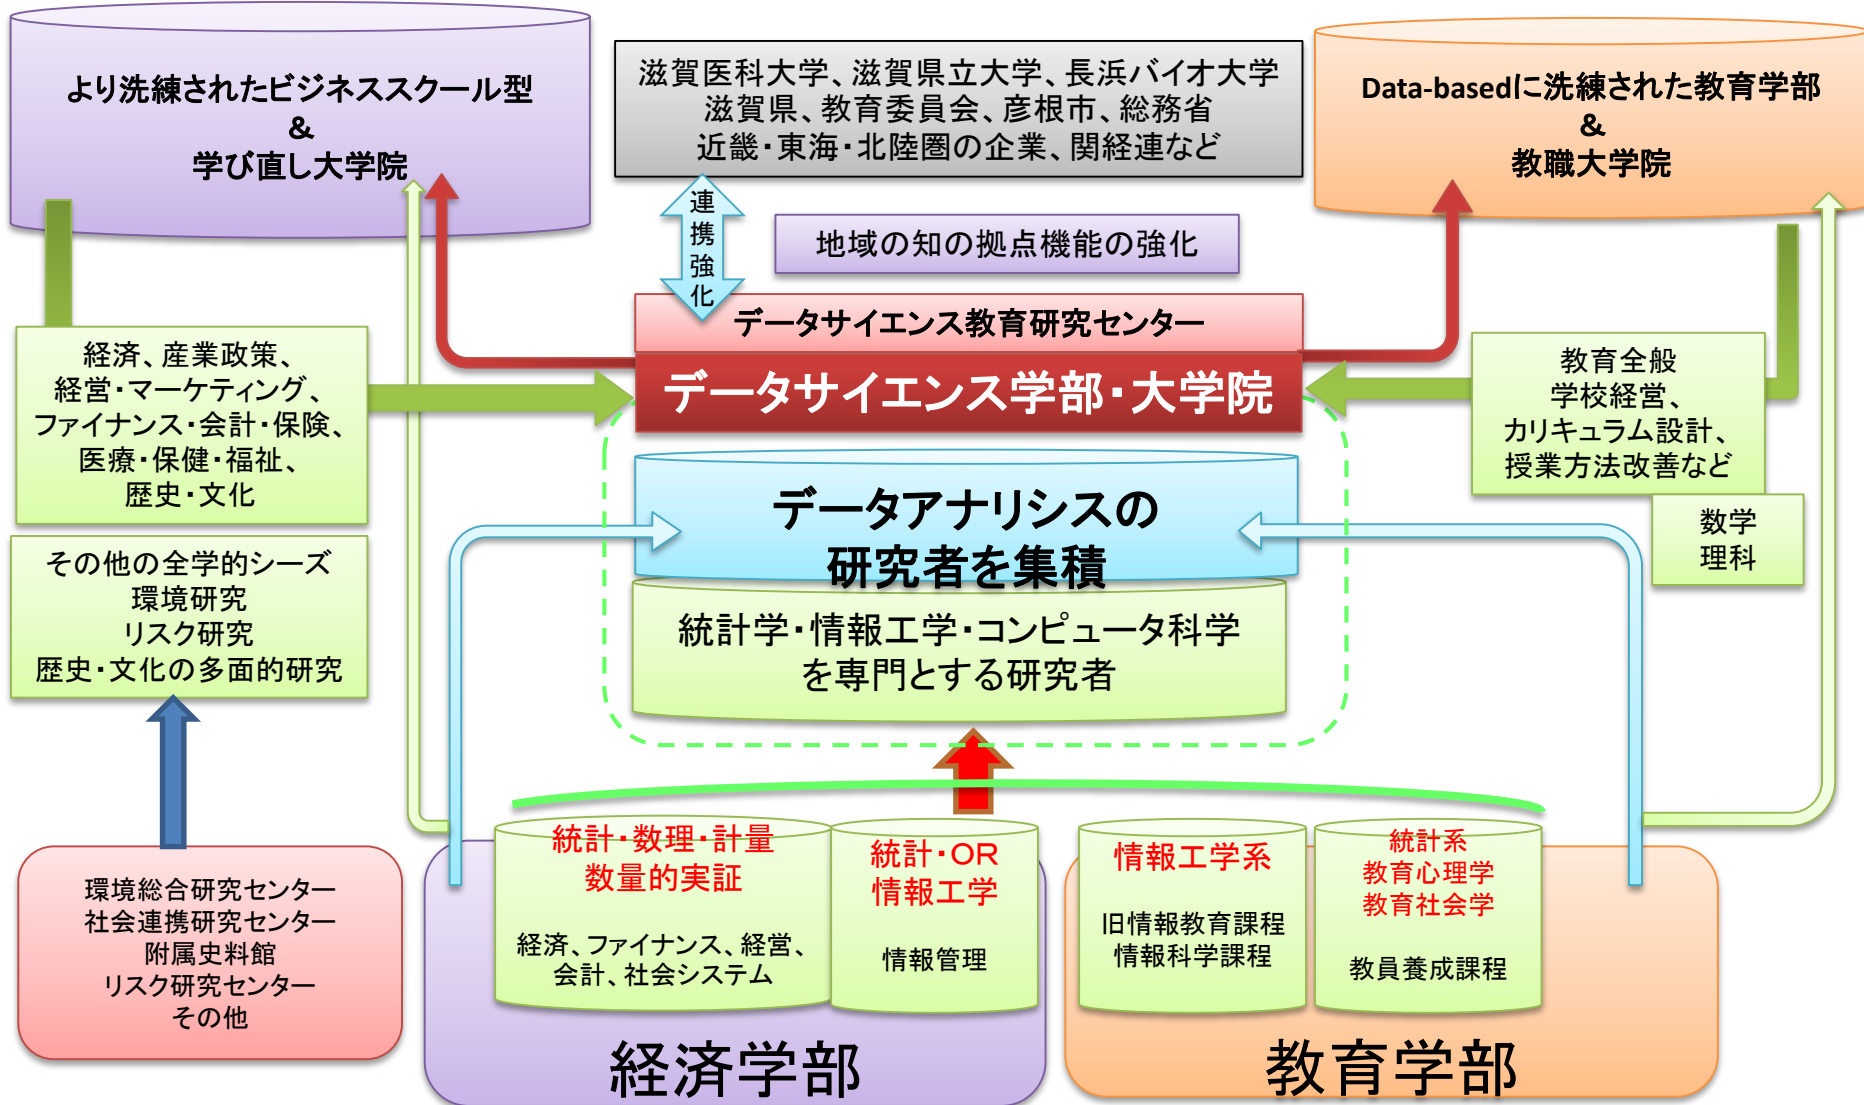 より洗練されたビジネススクール型
&
学び直し大学院
滋賀医科大学、滋賀県立大学、長浜バイオ大学
滋賀県、教育委員会、彦根市、総務省
近畿・東海・北陸圏の企業、関経連など
Data-basedに洗練された教育学部
&
教職大学院
連
携
強
化
地域の知の拠点機能の強化
データサイエンス教育研究センター
データサイエンス学部・大学院
経済、産業政策、
経営・マーケティング、
ファイナンス・会計・保険、
医療・保健・福祉、
歴史・文化
教育全般
学校経営、
カリキュラム設計、
授業方法改善など
数学
理科
データアナリシスの
研究者を集積
その他の全学的シーズ
環境研究
リスク研究
歴史・文化の多面的研究
統計学・情報工学・コンピュータ科学
を専門とする研究者
環境総合研究センター
社会連携研究センター
附属史料館
リスク研究センター
その他
統計・数理・計量
数量的実証
経済、ファイナンス、経営、
会計、社会システム
統計・OR
情報工学
情報管理
情報工学系
旧情報教育課程
情報科学課程
統計系
教育心理学
教育社会学
教員養成課程
経済学部
教育学部